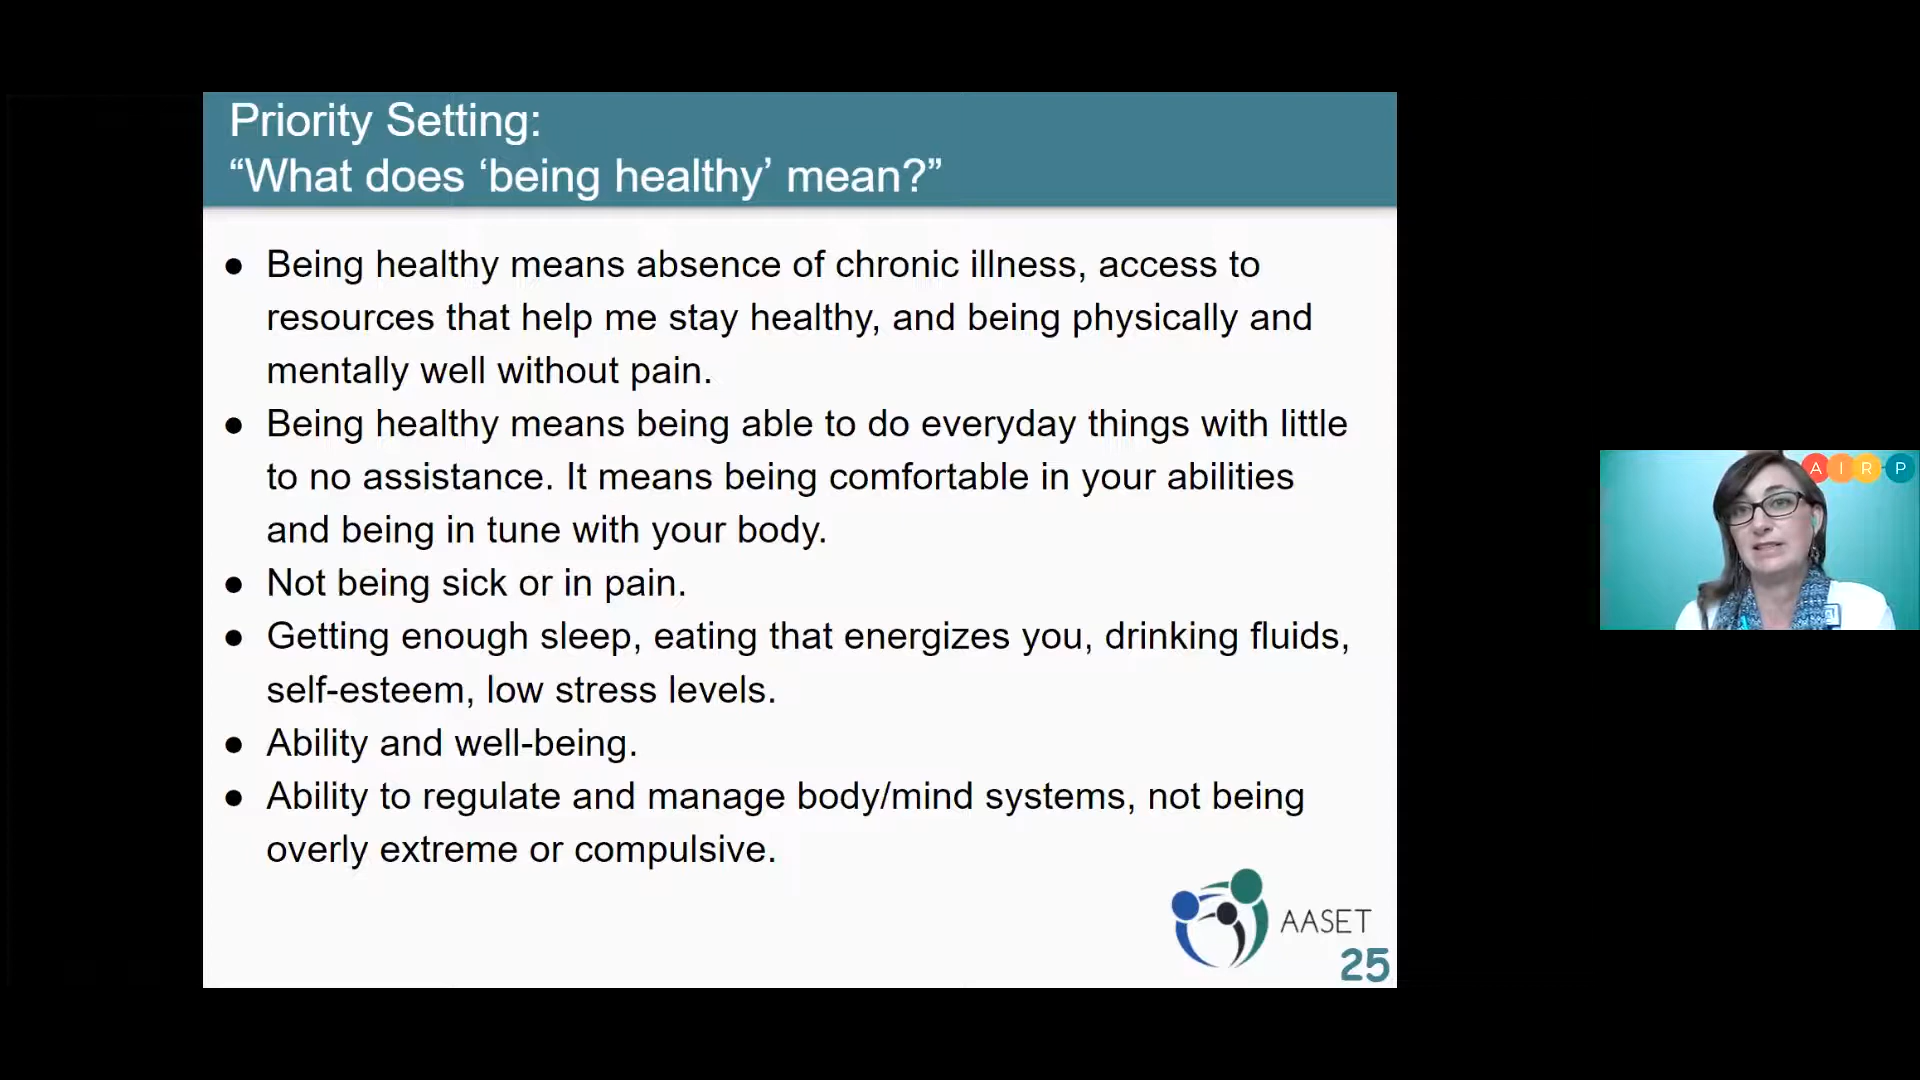 Priority Setting:
“What does ‘being healthy’ mean?”
● Being healthy means absence of chronic illness, access to
resources that help me stay healthy, and being physically and
mentally well without pain.
● Being healthy means being able to do everyday things with little
to no assistance. It means being comfortable in your abilities
and being in tune with your body.
● Not being sick or in pain.
● Getting enough sleep, eating that energizes you, drinking fluids,
self-esteem, low stress levels.
● Ability and well-being.
● Ability to regulate and manage body/mind systems, not being
overly extreme or compulsive.
AASET
25
A I R P